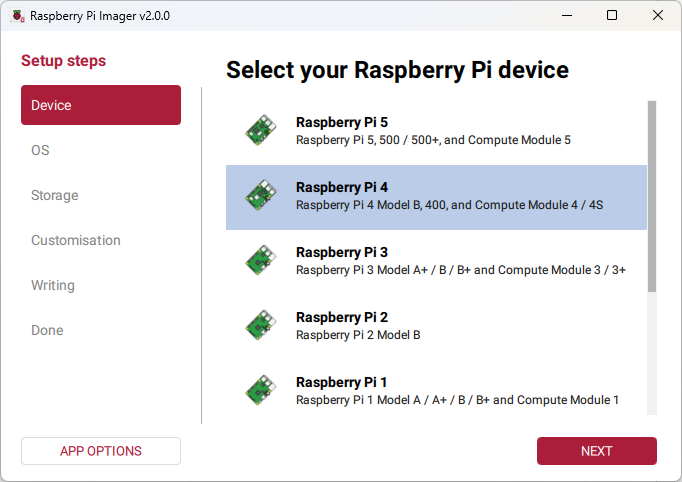 Raspberry Pi Imager v2.0.0
Setup steps
Device
OS
Storage
Customisation
Writing
Done
APP OPTIONS
Select your Raspberry Pi device
Raspberry Pi 5
Raspberry Pi 5, 500 / 500+, and Compute Module 5
Raspberry Pi 4
Raspberry Pi 4 Model B, 400, and Compute Module 4 / 4S
Raspberry Pi 3
Raspberry Pi 3 Model A+ / B / B+ and Compute Module 3 / 3+
Raspberry Pi 2
Raspberry Pi 2 Model B
Raspberry Pi 1
Raspberry Pi 1 Model A / A+ / B / B+ and Compute Module 1
NEXT